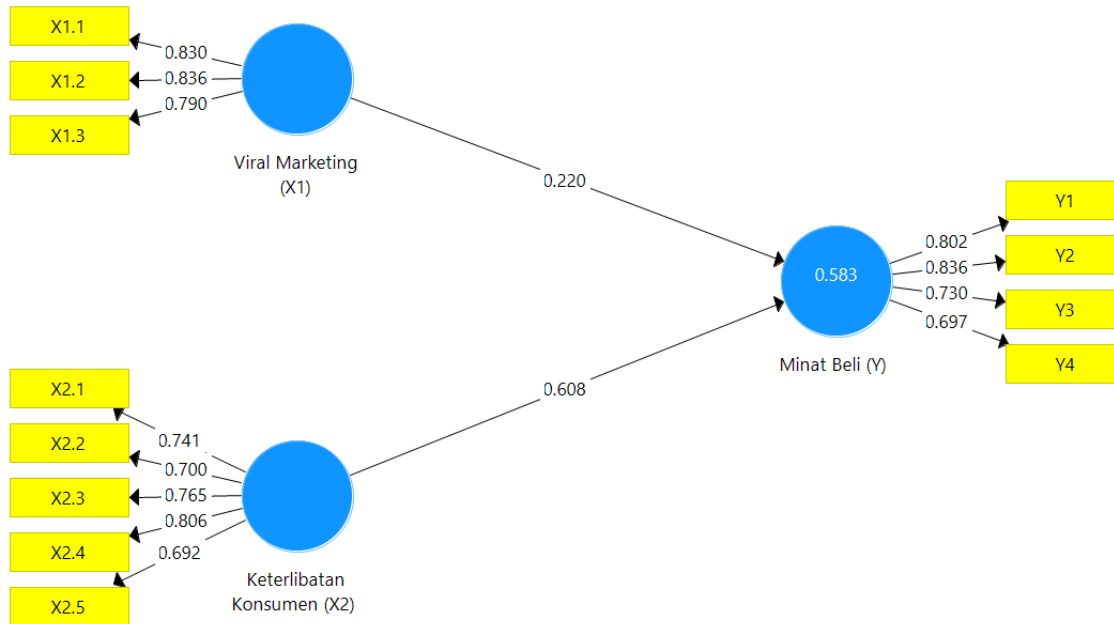 X1.1
0.830
X1.2
0.836
0.790
X1.3
Viral Marketing
(X1)
0.220
Y1
0.802
Y2
0.836
0.583
0.730
Y3
0.697
Y4
Minat Beli (Y)
0.608
X2.1
0.741
X2.2
0.700
X2.3
0.765
0.806
X2.4
0.692
X2.5
Keterlibatan
Konsumen (X2)